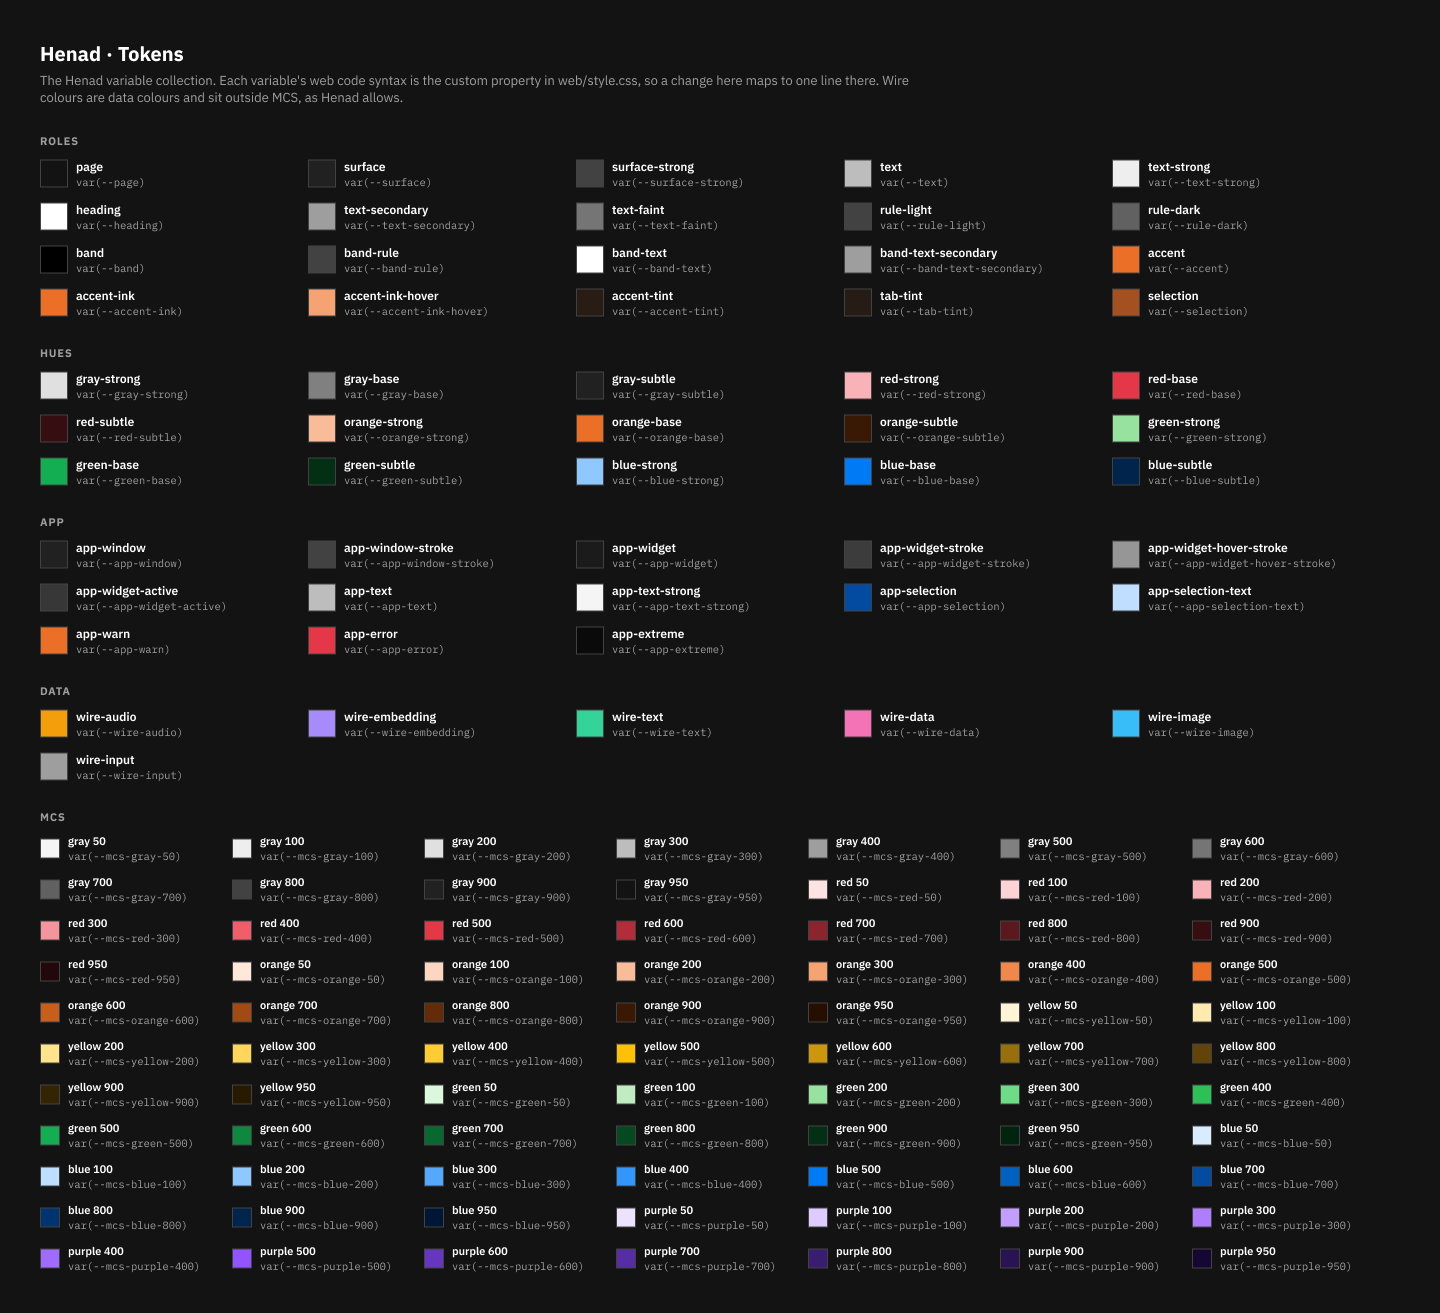 Henad · Tokens
The Henad variable collection. Each variable's web code syntax is the custom property in web/style.css, so a change here maps to one line there. Wire
colours are data colours and sit outside MCS, as Henad allows.
ROLES
page surface surface-strong text text-strong
var(--page) var(--surface) var(--surface-strong) var(--text) var(--text-strong)
heading text-secondary text-faint rule-light rule-dark
var(--heading) var(--text-secondary) var(--text-faint) var(--rule-light) var(--rule-dark)
band band-rule band-text band-text-secondary accent
var(--band) var(--band-rule) var(--band-text) var(--band-text-secondary) var(--accent)
accent-ink accent-ink-hover accent-tint tab-tint selection
var(--accent-ink) var(--accent-ink-hover) var(--accent-tint) var(--tab-tint) var(--selection)
HUES
gray-strong gray-base gray-subtle red-strong red-base
var(--gray-strong) var(--gray-base) var(--gray-subtle) var(--red-strong) var(--red-base)
red-subtle orange-strong orange-base orange-subtle green-strong
var(--red-subtle) var(--orange-strong) var(--orange-base) var(--orange-subtle) var(--green-strong)
green-base green-subtle blue-strong blue-base blue-subtle
var(--green-base) var(--green-subtle) var(--blue-strong) var(--blue-base) var(--blue-subtle)
APP
app-window app-window-stroke app-widget app-widget-stroke app-widget-hover-stroke
var(--app-window) var(--app-window-stroke) var(--app-widget) var(--app-widget-stroke) var(--app-widget-hover-stroke)
app-widget-active app-text app-text-strong app-selection app-selection-text
var(--app-widget-active) var(--app-text) var(--app-text-strong) var(--app-selection) var(--app-selection-text)
app-warn app-error app-extreme
var(--app-warn) var(--app-error) var(--app-extreme)
DATA
wire-audio wire-embedding wire-text wire-data wire-image
var(--wire-audio) var(--wire-embedding) var(--wire-text) var(--wire-data) var(--wire-image)
wire-input
var(--wire-input)
MCS
gray 50 gray 100 gray 200 gray 300 gray 400 gray 500 gray 600
var(--mcs-gray-50) var(--mcs-gray-100) var(--mcs-gray-200) var(--mcs-gray-300) var(--mcs-gray-400) var(--mcs-gray-500) var(--mcs-gray-600)
gray 700 gray 800 gray 900 gray 950 red 50 red 100 red 200
var(--mcs-gray-700) var(--mcs-gray-800) var(--mcs-gray-900) var(--mcs-gray-950) var(--mcs-red-50) var(--mcs-red-100) var(--mcs-red-200)
red 300 red 400 red 500 red 600 red 700 red 800 red 900
var(--mcs-red-300) var(--mcs-red-400) var(--mcs-red-500) var(--mcs-red-600) var(--mcs-red-700) var(--mcs-red-800) var(--mcs-red-900)
red 950 orange 50 orange 100 orange 200 orange 300 orange 400 orange 500
var(--mcs-red-950) var(--mcs-orange-50) var(--mcs-orange-100) var(--mcs-orange-200) var(--mcs-orange-300) var(--mcs-orange-400) var(--mcs-orange-500)
orange 600 orange 700 orange 800 orange 900 orange 950 yellow 50 yellow 100
var(--mcs-orange-600) var(--mcs-orange-700) var(--mcs-orange-800) var(--mcs-orange-900) var(--mcs-orange-950) var(--mcs-yellow-50) var(--mcs-yellow-100)
yellow 200 yellow 300 yellow 400 yellow 500 yellow 600 yellow 700 yellow 800
var(--mcs-yellow-200) var(--mcs-yellow-300) var(--mcs-yellow-400) var(--mcs-yellow-500) var(--mcs-yellow-600) var(--mcs-yellow-700) var(--mcs-yellow-800)
yellow 900 yellow 950 green 50 green 100 green 200 green 300 green 400
var(--mcs-yellow-900) var(--mcs-yellow-950) var(--mcs-green-50) var(--mcs-green-100) var(--mcs-green-200) var(--mcs-green-300) var(--mcs-green-400)
green 500 green 600 green 700 green 800 green 900 green 950 blue 50
var(--mcs-green-500) var(--mcs-green-600) var(--mcs-green-700) var(--mcs-green-800) var(--mcs-green-900) var(--mcs-green-950) var(--mcs-blue-50)
blue 100 blue 200 blue 300 blue 400 blue 500 blue 600 blue 700
var(--mcs-blue-100) var(--mcs-blue-200) var(--mcs-blue-300) var(--mcs-blue-400) var(--mcs-blue-500) var(--mcs-blue-600) var(--mcs-blue-700)
blue 800 blue 900 blue 950 purple 50 purple 100 purple 200 purple 300
var(--mcs-blue-800) var(--mcs-blue-900) var(--mcs-blue-950) var(--mcs-purple-50) var(--mcs-purple-100) var(--mcs-purple-200) var(--mcs-purple-300)
purple 400 purple 500 purple 600 purple 700 purple 800 purple 900 purple 950
var(--mcs-purple-400) var(--mcs-purple-500) var(--mcs-purple-600) var(--mcs-purple-700) var(--mcs-purple-800) var(--mcs-purple-900) var(--mcs-purple-950)